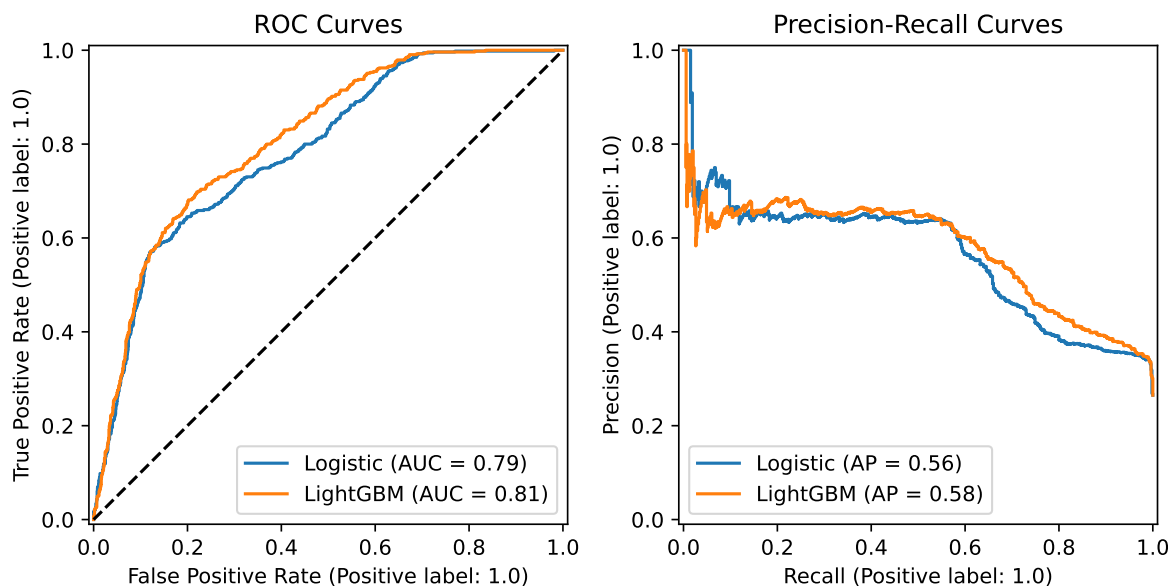 ROC Curves
True Positive Rate (Positive label: 1.0)
1.0
0.8
0.6
0.4
0.2
0.0
0.0 0.2 0.4 0.6 0.8 1.0
False Positive Rate (Positive label: 1.0)
Logistic (AUC = 0.79)
LightGBM (AUC = 0.81)
Precision-Recall Curves
Precision (Positive label: 1.0)
1.0
0.8
0.6
0.4
0.2
0.0
0.0 0.2 0.4 0.6 0.8 1.0
Recall (Positive label: 1.0)
Logistic (AP = 0.56)
LightGBM (AP = 0.58)